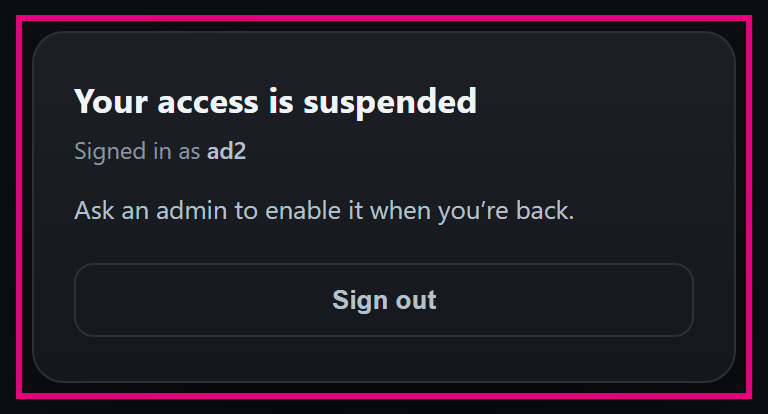 Your access is suspended
Signed in as ad2
Ask an admin to enable it when you’re back.
Sign out